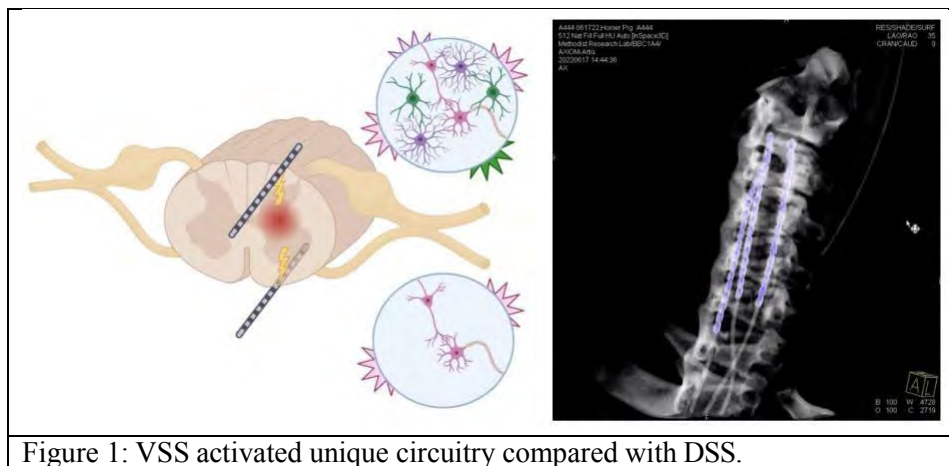 A444 061722,Homer Pig A444
512 Nat Fill Full HU Auto [InSpace3D]
Methodist Research Lab/BBC1A4/
AXIOM-Artis
20220617 14:44:36
AX
RES/SHADE/SURF
LAO/RAO 35
CRAN/CAUD 0
A L
B 100 W 4728
O 100 C 2719
F
Figure 1: VSS activated unique circuitry compared with DSS.